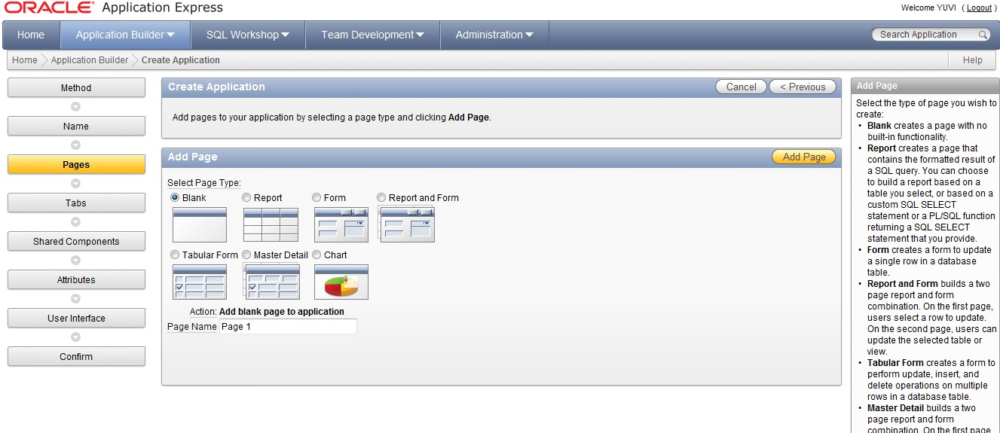 ORACLE® Application Express
Welcome YUVI ( Logout )
Home Application Builder SQL Workshop Team Development Administration
Search Application
Home Application Builder Create Application
Help
Method
Name
Pages
Tabs
Shared Components
Attributes
User Interface
Confirm
Create Application
Cancel < Previous
Add pages to your application by selecting a page type and clicking Add Page.
Add Page
Add Page
Select Page Type:
Blank Report Form Report and Form
Tabular Form Master Detail Chart
Action: Add blank page to application
Page Name Page 1
Add Page
Select the type of page you wish to
create:
• Blank creates a page with no
built-in functionality.
• Report creates a page that
contains the formatted result of
a SQL query. You can choose
to build a report based on a
table you select, or based on a
custom SQL SELECT
statement or a PL/SQL function
returning a SQL SELECT
statement that you provide.
• Form creates a form to update
a single row in a database
table.
• Report and Form builds a two
page report and form
combination. On the first page,
users select a row to update.
On the second page, users can
update the selected table or
view.
• Tabular Form creates a form to
perform update, insert, and
delete operations on multiple
rows in a database table.
• Master Detail builds a two
page report and form
combination. On the first page